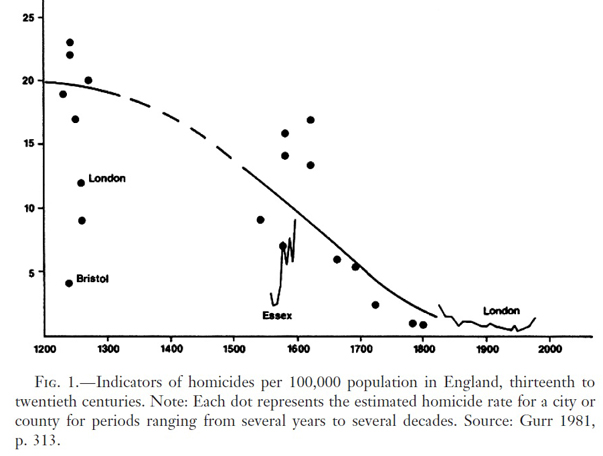 25
20
15
10
5
London
Bristol
Essex
London
1200 1300 1400 1500 1600 1700 1800 1900 2000
FIG. 1.—Indicators of homicides per 100,000 population in England, thirteenth to
twentieth centuries. Note: Each dot represents the estimated homicide rate for a city or
county for periods ranging from several years to several decades. Source: Gurr 1981,
p. 313.